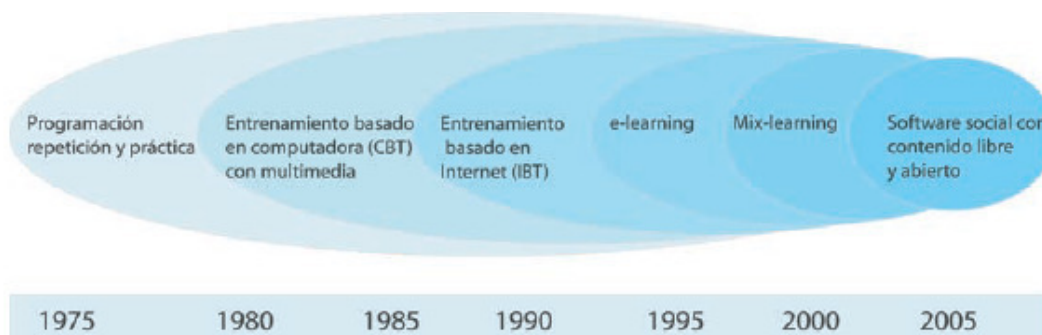 Programación
repetición y práctica
Entrenamiento basado
en computadora (CBT)
con multimedia
Entrenamiento
basado en
Internet (IBT)
e-learning
Mix-learning
Software social con
contenido libre
y abierto
1975 1980 1985 1990 1995 2000 2005